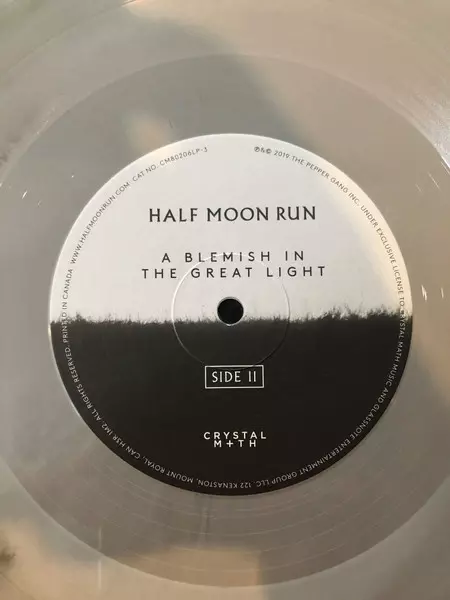 HALF MOON RUN
A BLEMISH IN
THE GREAT LIGHT
SIDE II
CRYSTAL
M+TH
℗&© 2019 THE PEPPER GANG INC. UNDER EXCLUSIVE LICENSE TO CRYSTAL MATH MUSIC AND GLASSNOTE ENTERTAINMENT GROUP LLC. 122 KENASTON, MOUNT ROYAL, CAN H3R 1M2. ALL RIGHTS RESERVED. PRINTED IN CANADA. WWW.HALFMOONRUN.COM. CAT NO. CM80206LP-3